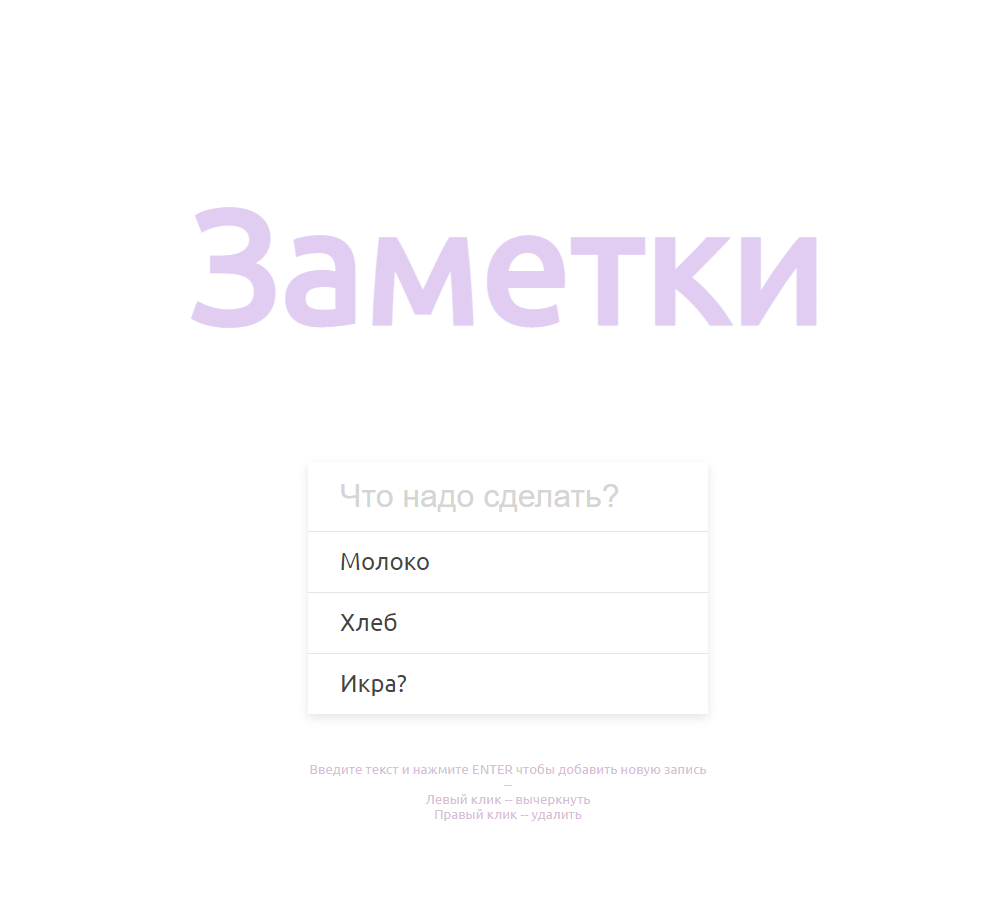 Заметки
Что надо сделать?
Молоко
Хлеб
Икра?
Введите текст и нажмите ENTER чтобы добавить новую запись
--
Левый клик -- вычеркнуть
Правый клик -- удалить